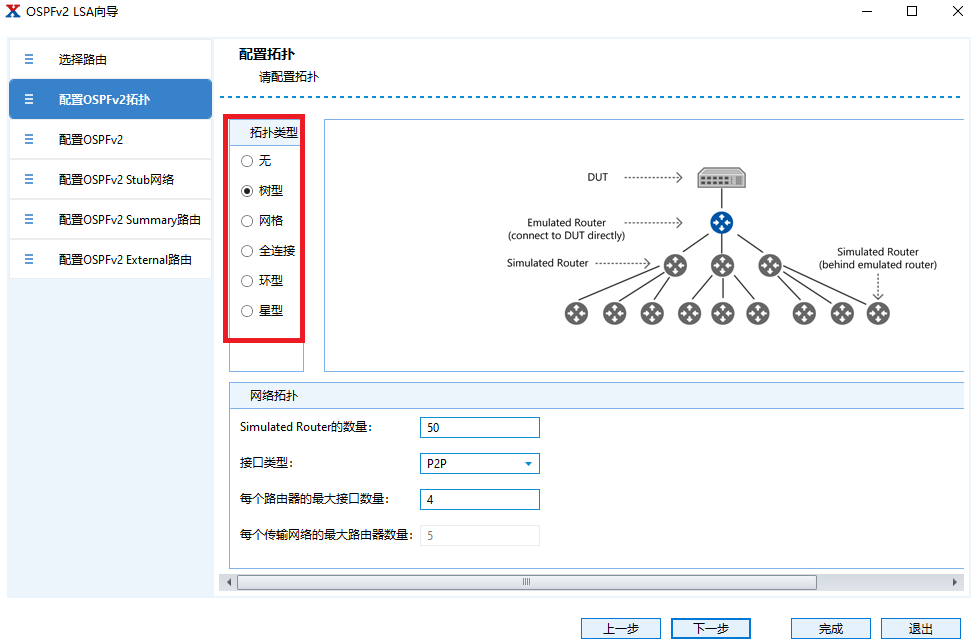 OSPFv2 LSA向导
选择路由
配置OSPFv2拓扑
配置OSPFv2
配置OSPFv2 Stub网络
配置OSPFv2 Summary路由
配置OSPFv2 External路由
配置拓扑
请配置拓扑
拓扑类型
无
树型
网格
全连接
环型
星型
DUT
Emulated Router
(connect to DUT directly)
Simulated Router
Simulated Router
(behind emulated router)
网络拓扑
Simulated Router的数量: 50
接口类型: P2P
每个路由器的最大接口数量: 4
每个传输网络的最大路由器数量: 5
上一步 下一步 完成 退出